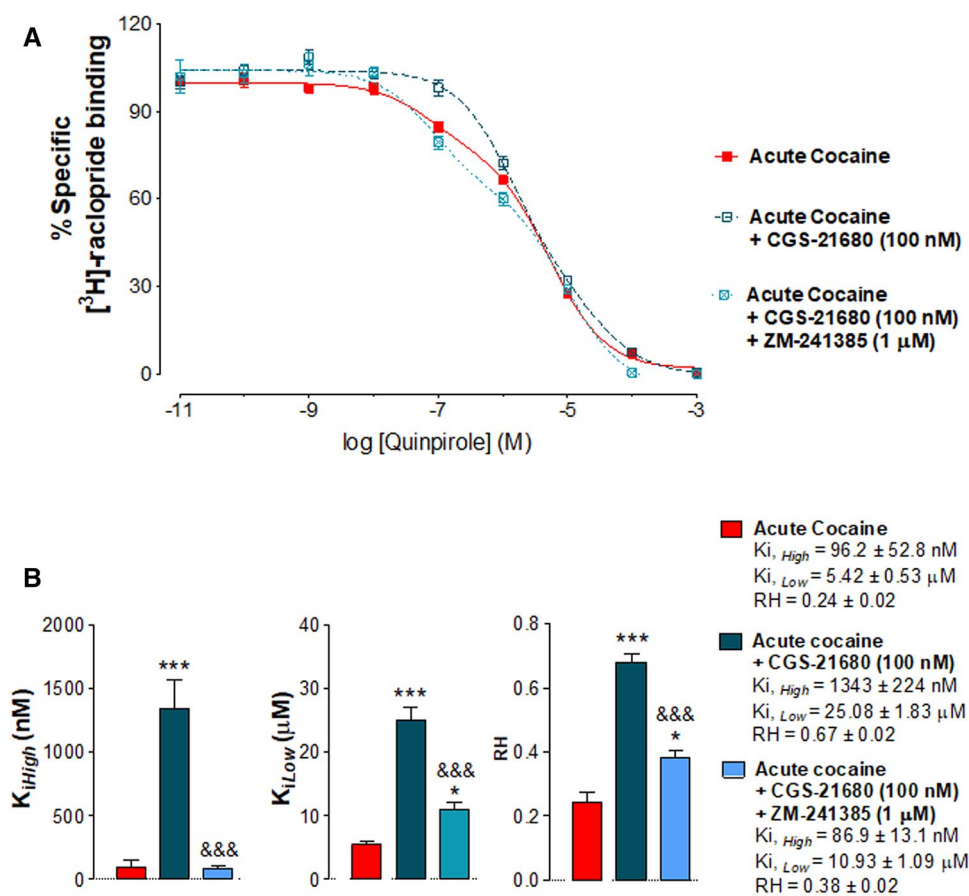 A
% Specific
[³H]-raclopride binding
120
90
60
30
0
-11
-9
-7
-5
-3
log [Quinpirole] (M)
Acute Cocaine
Acute Cocaine
+ CGS-21680 (100 nM)
Acute Cocaine
+ CGS-21680 (100 nM)
+ ZM-241385 (1 μM)
B
KiHigh (nM)
2000
1500
1000
500
0
***
&&&
KiLow (μM)
40
30
20
10
0
***
&&&
*
RH
0.8
0.6
0.4
0.2
0.0
***
&&&
*
Acute Cocaine
Ki, High = 96.2 ± 52.8 nM
Ki, Low = 5.42 ± 0.53 μM
RH = 0.24 ± 0.02
Acute cocaine
+ CGS-21680 (100 nM)
Ki, High = 1343 ± 224 nM
Ki, Low = 25.08 ± 1.83 μM
RH = 0.67 ± 0.02
Acute cocaine
+ CGS-21680 (100 nM)
+ ZM-241385 (1 μM)
Ki, High = 86.9 ± 13.1 nM
Ki, Low = 10.93 ± 1.09 μM
RH = 0.38 ± 0.02